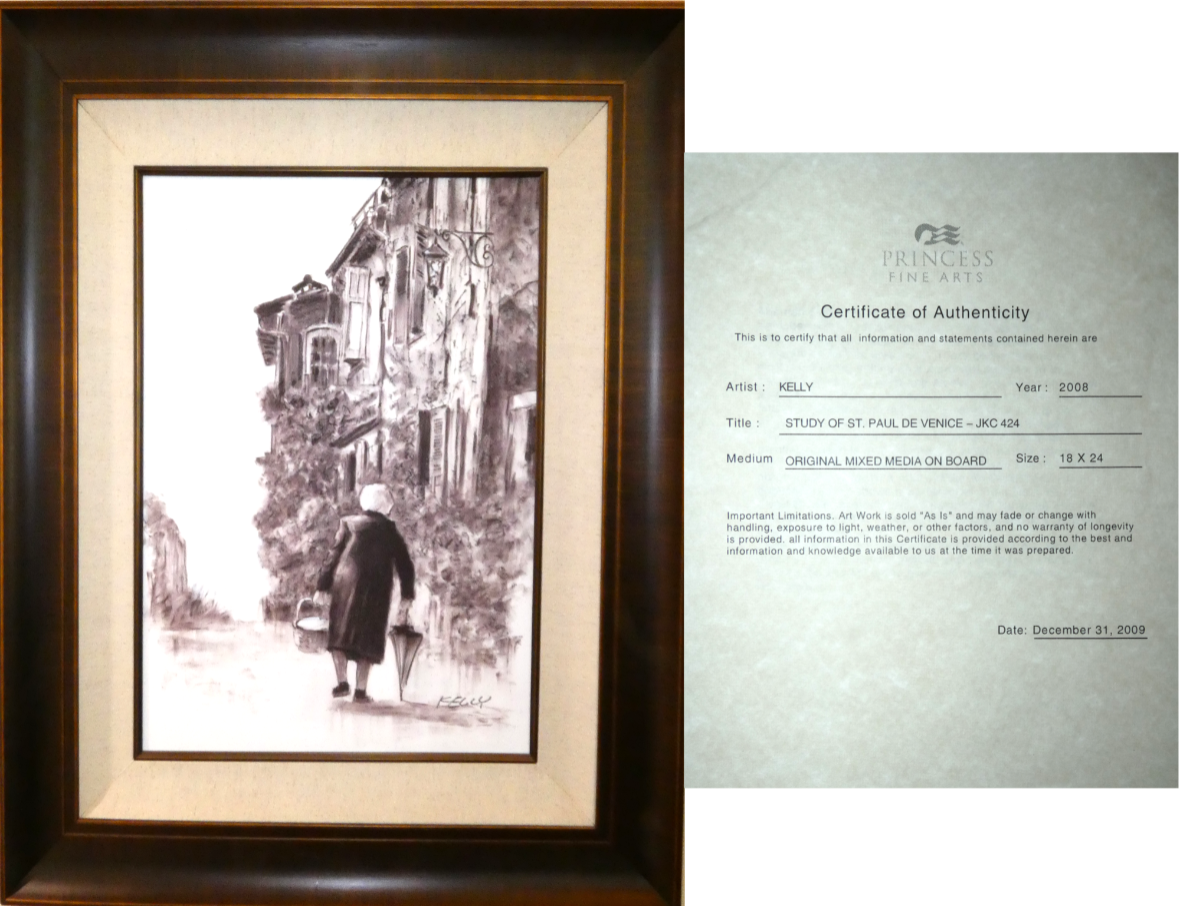 KELLY
PRINCESS
FINE ARTS
Certificate of Authenticity
This is to certify that all information and statements contained herein are
Artist : KELLY Year : 2008
Title : STUDY OF ST. PAUL DE VENICE – JKC 424
Medium ORIGINAL MIXED MEDIA ON BOARD Size : 18 X 24
Important Limitations. Art Work is sold "As Is" and may fade or change with
handling, exposure to light, weather, or other factors, and no warranty of longevity
is provided. all information in this Certificate is provided according to the best and
information and knowledge available to us at the time it was prepared.
Date: December 31, 2009